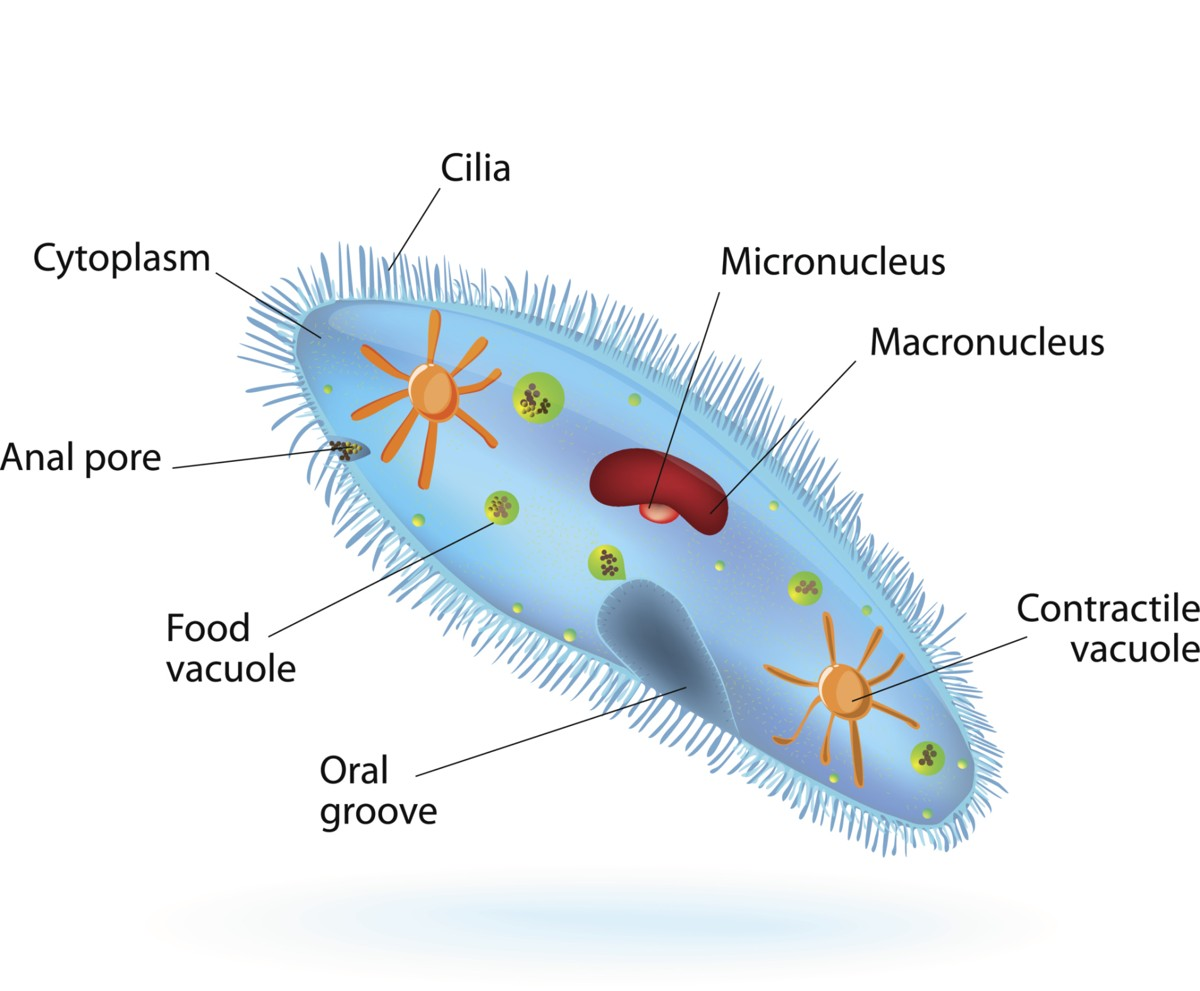 Cilia
Cytoplasm
Micronucleus
Macronucleus
Anal pore
Food
vacuole
Contractile
vacuole
Oral
groove